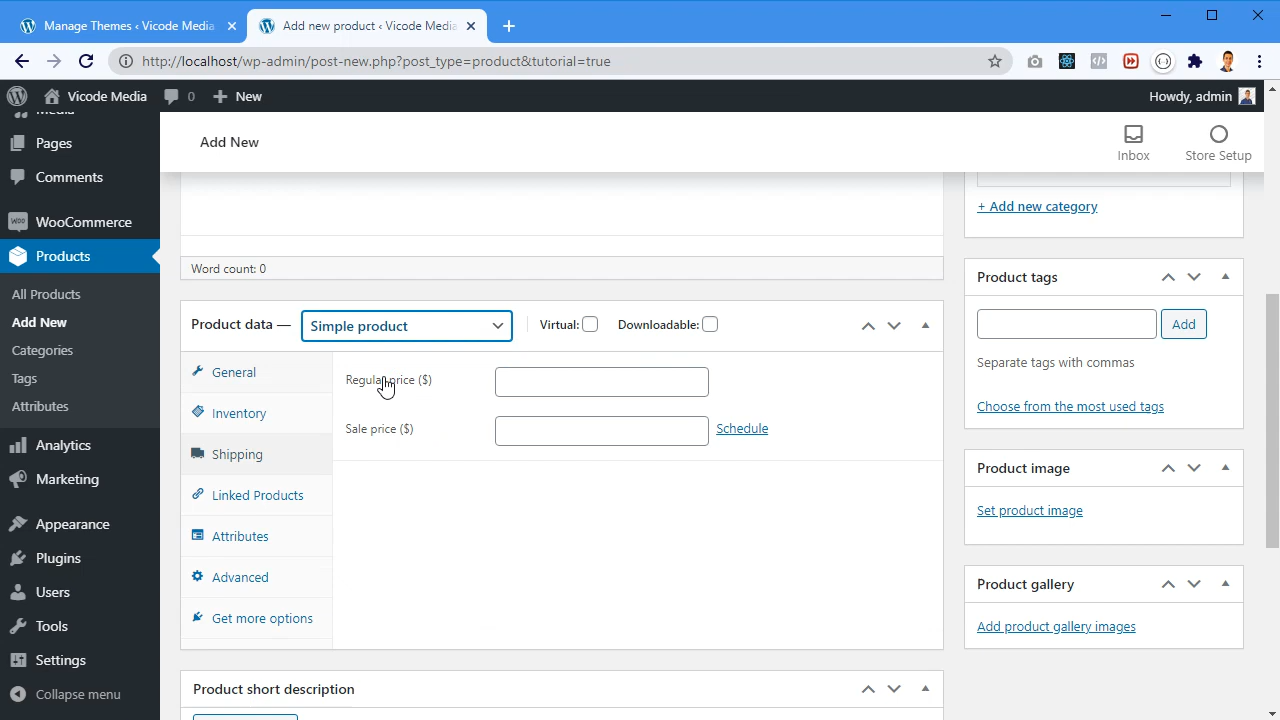 Manage Themes ‹ Vicode Media
Add new product ‹ Vicode Media
http://localhost/wp-admin/post-new.php?post_type=product&tutorial=true
Vicode Media
0
New
Howdy, admin
Media
Pages
Comments
WooCommerce
Products
All Products
Add New
Categories
Tags
Attributes
Analytics
Marketing
Appearance
Plugins
Users
Tools
Settings
Collapse menu
Add New
Inbox
Store Setup
Word count: 0
Product data —
Simple product
Virtual:
Downloadable:
General
Inventory
Shipping
Linked Products
Attributes
Advanced
Get more options
Regular price ($)
Sale price ($)
Schedule
Product short description
+ Add new category
Product tags
Add
Separate tags with commas
Choose from the most used tags
Product image
Set product image
Product gallery
Add product gallery images